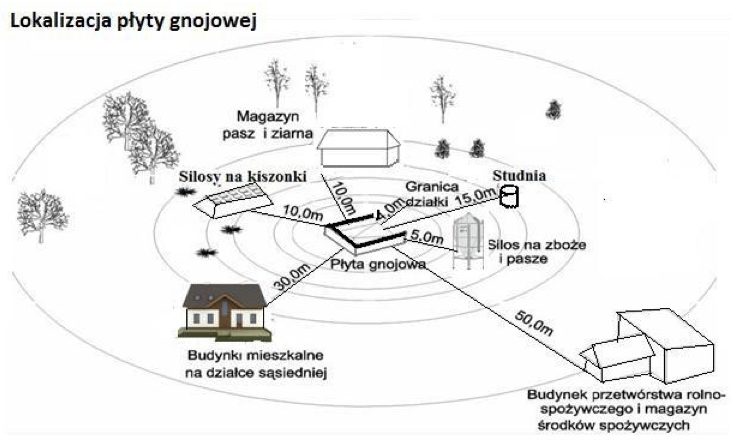 Lokalizacja płyty gnojowej
Magazyn
pasz i ziarna
Silosy na kiszonki
10,0m
10,0m
4,0m
Granica
działki
15,0m
Studnia
5,0m
Silos na zboże
i pasze
Płyta gnojowa
30,0m
50,0m
Budynki mieszkalne
na działce sąsiedniej
Budynek przetwórstwa rolno-
spożywczego i magazyn
środków spożywczych